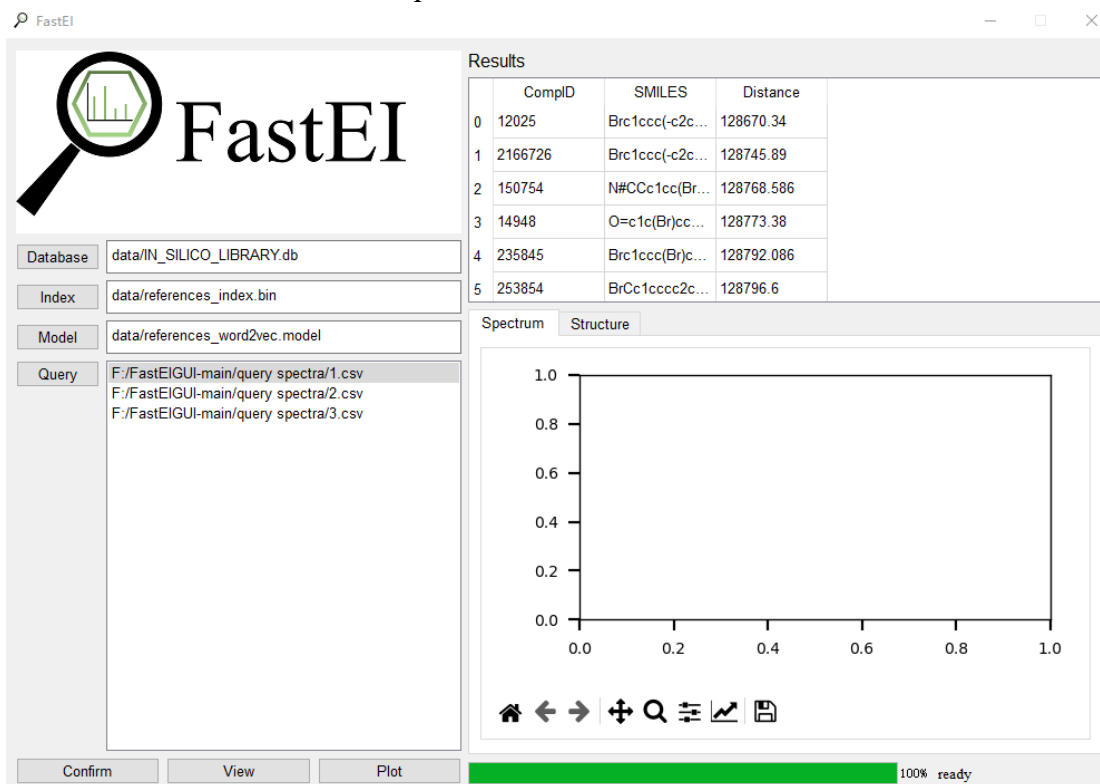 FastEI
FastEI
Database data/IN_SILICO_LIBRARY.db
Index data/references_index.bin
Model data/references_word2vec.model
Query F:/FastEIGUI-main/query spectra/1.csv
F:/FastEIGUI-main/query spectra/2.csv
F:/FastEIGUI-main/query spectra/3.csv
Confirm View Plot
Results
CompID SMILES Distance
0 12025 Brc1ccc(-c2c... 128670.34
1 2166726 Brc1ccc(-c2c... 128745.89
2 150754 N#CCc1cc(Br... 128768.586
3 14948 O=c1c(Br)cc... 128773.38
4 235845 Brc1ccc(Br)c... 128792.086
5 253854 BrCc1cccc2c... 128796.6
Spectrum Structure
1.0
0.8
0.6
0.4
0.2
0.0
0.0 0.2 0.4 0.6 0.8 1.0
100% ready